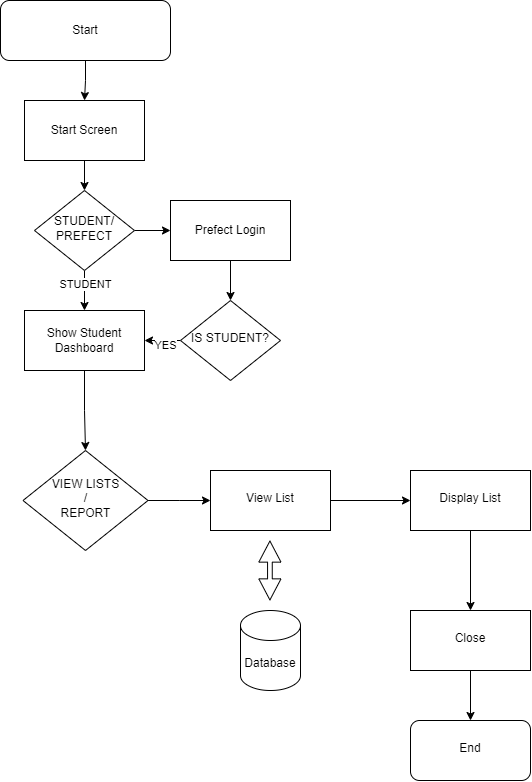 Start
Start Screen
STUDENT/
PREFECT
Prefect Login
STUDENT
Show Student
Dashboard
YES
IS STUDENT?
VIEW LISTS
/
REPORT
View List
Display List
Database
Close
End